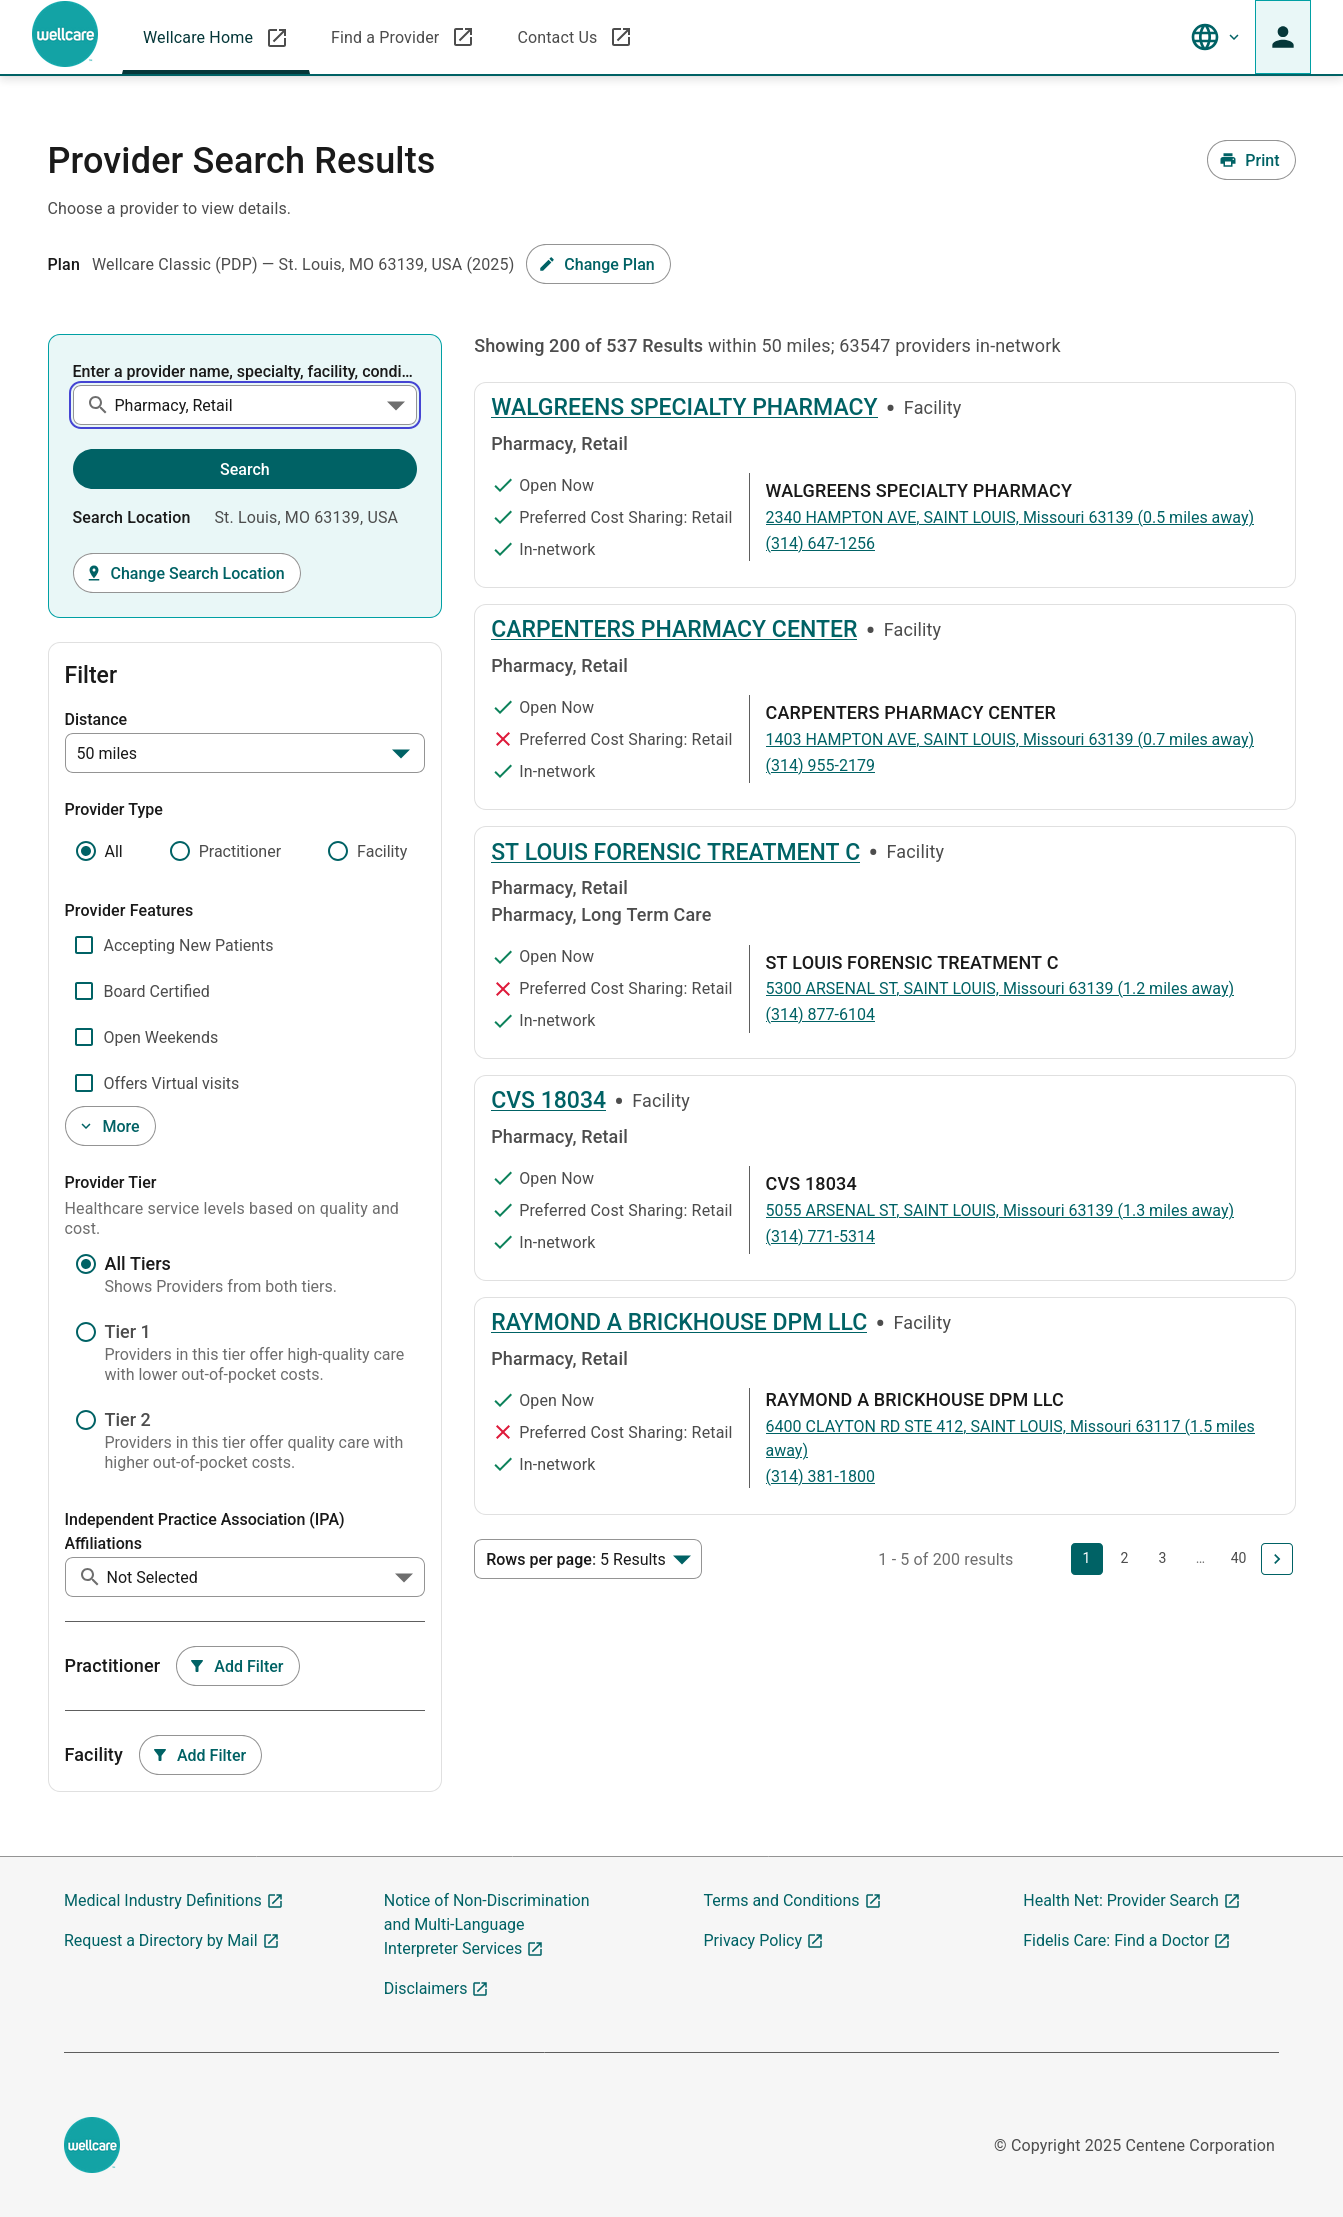 wellcare
Wellcare Home
Find a Provider
Contact Us
Provider Search Results
Print
Choose a provider to view details.
Plan Wellcare Classic (PDP) — St. Louis, MO 63139, USA (2025)
Change Plan
Enter a provider name, specialty, facility, condi...
Pharmacy, Retail
Search
Search Location St. Louis, MO 63139, USA
Change Search Location
Filter
Distance
50 miles
Provider Type
All
Practitioner
Facility
Provider Features
Accepting New Patients
Board Certified
Open Weekends
Offers Virtual visits
More
Provider Tier
Healthcare service levels based on quality and
cost.
All Tiers
Shows Providers from both tiers.
Tier 1
Providers in this tier offer high-quality care
with lower out-of-pocket costs.
Tier 2
Providers in this tier offer quality care with
higher out-of-pocket costs.
Independent Practice Association (IPA)
Affiliations
Not Selected
Practitioner
Add Filter
Facility
Add Filter
Showing 200 of 537 Results within 50 miles; 63547 providers in-network
WALGREENS SPECIALTY PHARMACY • Facility
Pharmacy, Retail
Open Now
Preferred Cost Sharing: Retail
In-network
WALGREENS SPECIALTY PHARMACY
2340 HAMPTON AVE, SAINT LOUIS, Missouri 63139 (0.5 miles away)
(314) 647-1256
CARPENTERS PHARMACY CENTER • Facility
Pharmacy, Retail
Open Now
Preferred Cost Sharing: Retail
In-network
CARPENTERS PHARMACY CENTER
1403 HAMPTON AVE, SAINT LOUIS, Missouri 63139 (0.7 miles away)
(314) 955-2179
ST LOUIS FORENSIC TREATMENT C • Facility
Pharmacy, Retail
Pharmacy, Long Term Care
Open Now
Preferred Cost Sharing: Retail
In-network
ST LOUIS FORENSIC TREATMENT C
5300 ARSENAL ST, SAINT LOUIS, Missouri 63139 (1.2 miles away)
(314) 877-6104
CVS 18034 • Facility
Pharmacy, Retail
Open Now
Preferred Cost Sharing: Retail
In-network
CVS 18034
5055 ARSENAL ST, SAINT LOUIS, Missouri 63139 (1.3 miles away)
(314) 771-5314
RAYMOND A BRICKHOUSE DPM LLC • Facility
Pharmacy, Retail
Open Now
Preferred Cost Sharing: Retail
In-network
RAYMOND A BRICKHOUSE DPM LLC
6400 CLAYTON RD STE 412, SAINT LOUIS, Missouri 63117 (1.5 miles
away)
(314) 381-1800
Rows per page: 5 Results
1 - 5 of 200 results
1 2 3 ... 40
Medical Industry Definitions
Request a Directory by Mail
Notice of Non-Discrimination
and Multi-Language
Interpreter Services
Disclaimers
Terms and Conditions
Privacy Policy
Health Net: Provider Search
Fidelis Care: Find a Doctor
wellcare
© Copyright 2025 Centene Corporation